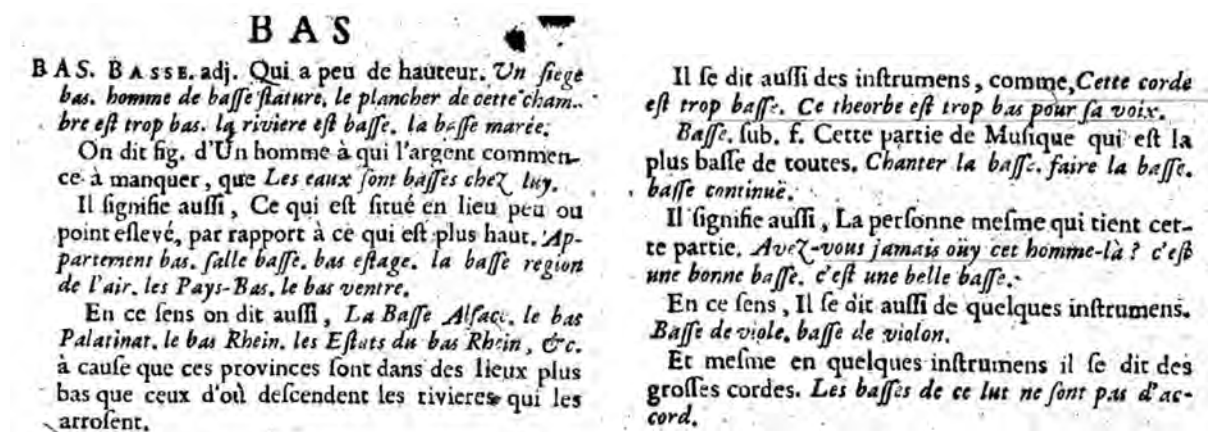 BAS
BAS. BASSE. adj. Qui a peu de hauteur. Un ſiege
bas. homme de baſſe ſtature. le plancher de cette cham-
bre eſt trop bas. la riviere eſt baſſe. la baſſe marée.
On dit fig. d'Un homme à qui l'argent commen-
ce à manquer, que Les eaux ſont baſſes chez luy.
Il ſignifie auſſi, Ce qui eſt ſitué en lieu peu ou
point eſlevé, par rapport à ce qui eſt plus haut. Ap-
partement bas. ſalle baſſe. bas eſtage. la baſſe region
de l'air. les Pays-Bas. le bas ventre.
En ce ſens on dit auſſi, La Baſſe Alſace. le bas
Palatinat. le bas Rhein. les Eſtats du bas Rhein, &c.
à cauſe que ces provinces ſont dans des lieux plus
bas que ceux d'où deſcendent les rivieres qui les
arroſent.
Il ſe dit auſſi des inſtrumens, comme, Cette corde
eſt trop baſſe. Ce theorbe eſt trop bas pour ſa voix.
Baſſe. ſub. f. Cette partie de Muſique qui eſt la
plus baſſe de toutes. Chanter la baſſe. faire la baſſe.
baſſe continuë.
Il ſignifie auſſi, La perſonne meſme qui tient cet-
te partie. Avez-vous jamais oüy cet homme-là ? c'eſt
une bonne baſſe. c'eſt une belle baſſe.
En ce ſens, Il ſe dit auſſi de quelques inſtrumens.
Baſſe de viole. baſſe de violon.
Et meſme en quelques inſtrumens il ſe dit des
groſſes cordes. Les baſſes de ce lut ne ſont pas d'ac-
cord.